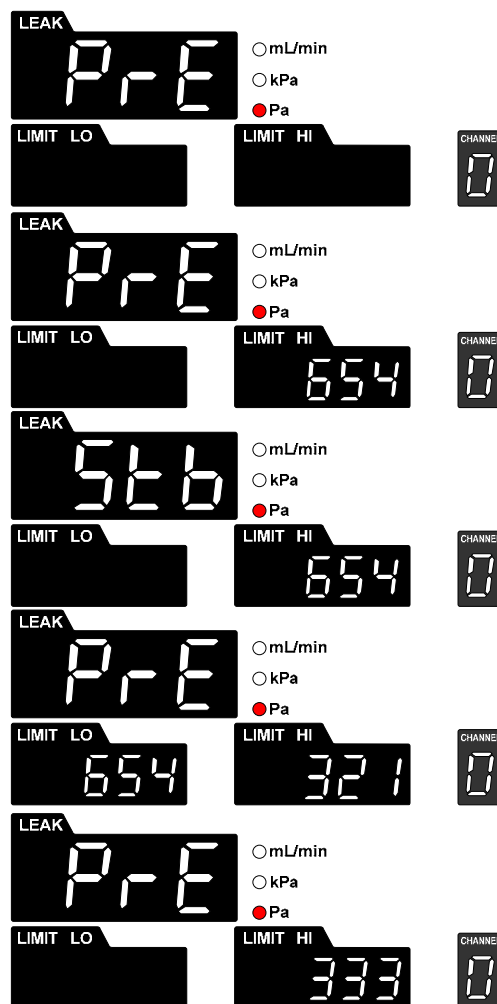 LEAK
PrE
mL/min
kPa
Pa
LIMIT LO LIMIT HI CHANNEL
0
LEAK
PrE
mL/min
kPa
Pa
LIMIT LO LIMIT HI CHANNEL
654 0
LEAK
Stb
mL/min
kPa
Pa
LIMIT LO LIMIT HI CHANNEL
654 0
LEAK
PrE
mL/min
kPa
Pa
LIMIT LO LIMIT HI CHANNEL
654 321 0
LEAK
PrE
mL/min
kPa
Pa
LIMIT LO LIMIT HI CHANNEL
333 0